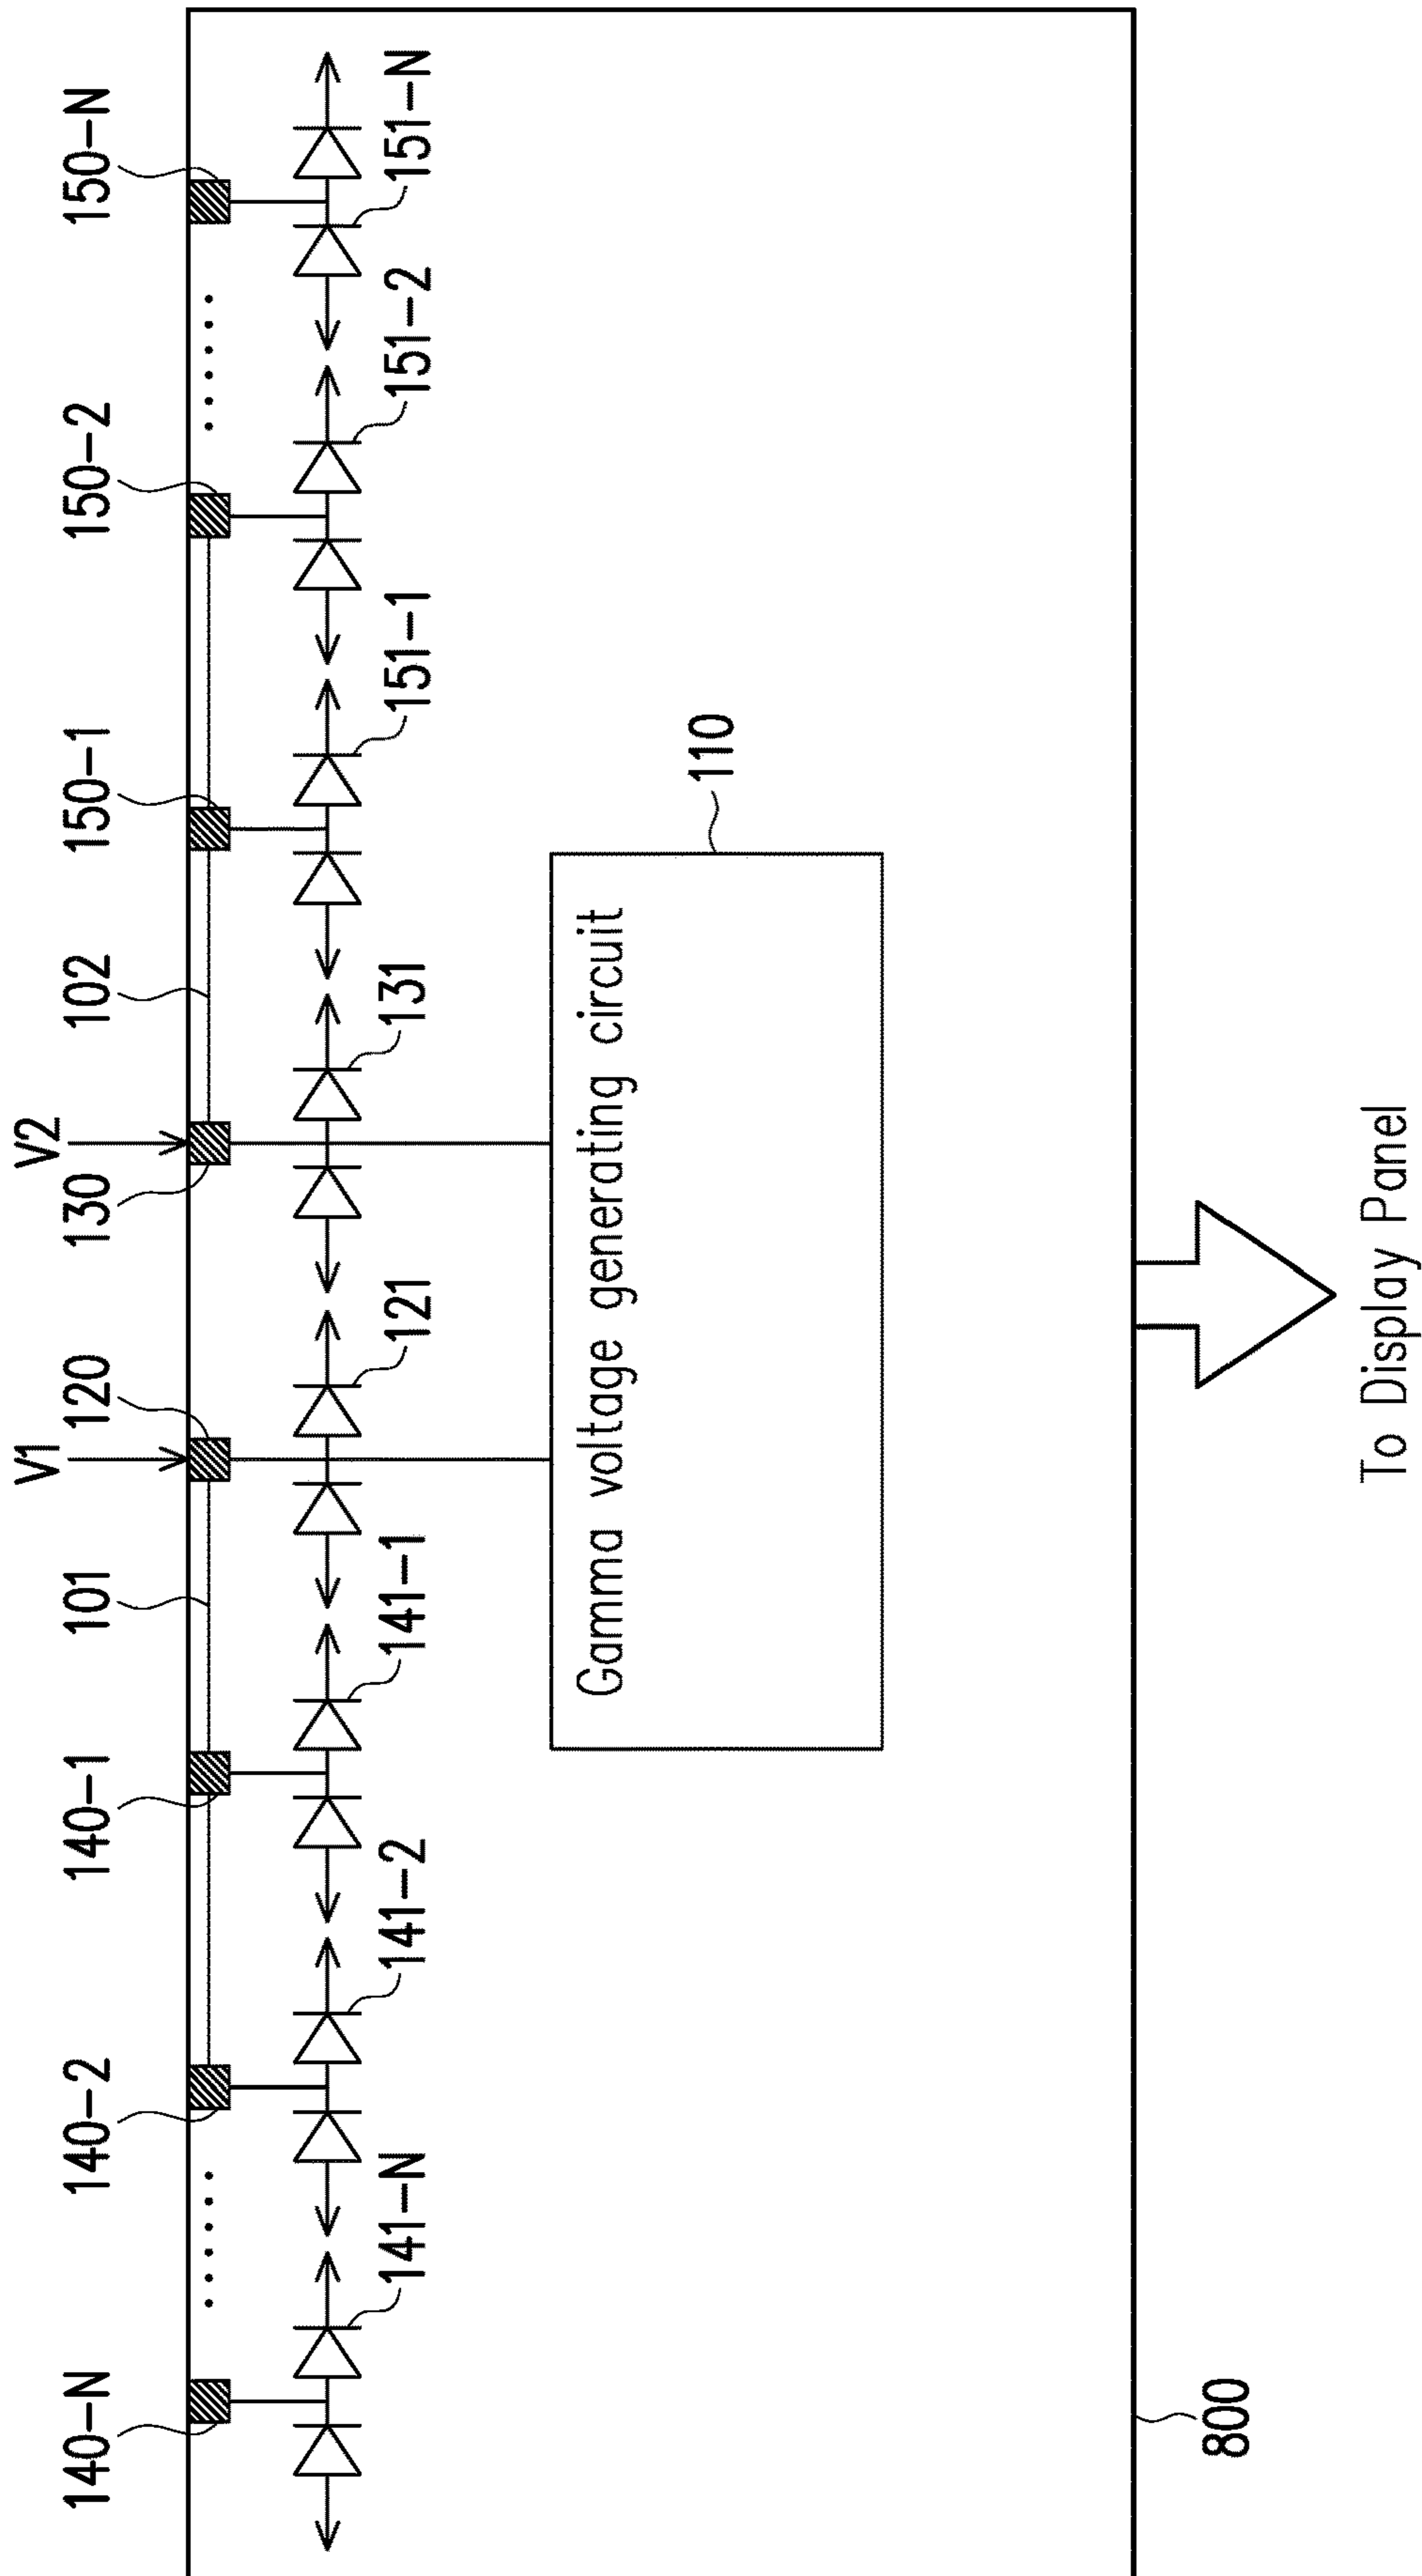 V1
V2
140-N
140-2
140-1
101
120
130
102
150-1
150-2
150-N
141-N
141-2
141-1
121
131
151-1
151-2
151-N
Gamma voltage generating circuit
110
800
To Display Panel